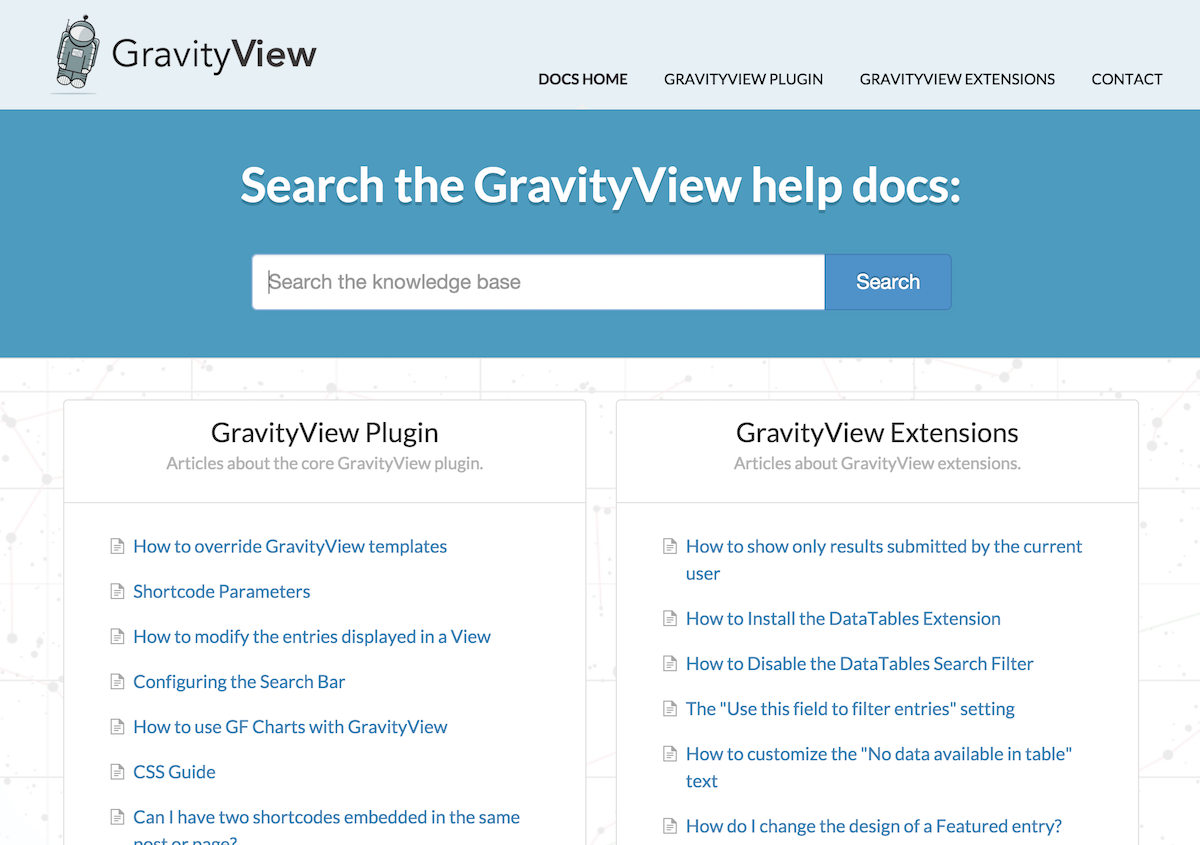 GravityView
DOCS HOME
GRAVITYVIEW PLUGIN
GRAVITYVIEW EXTENSIONS
CONTACT
Search the GravityView help docs:
Search the knowledge base
Search
GravityView Plugin
Articles about the core GravityView plugin.
How to override GravityView templates
Shortcode Parameters
How to modify the entries displayed in a View
Configuring the Search Bar
How to use GF Charts with GravityView
CSS Guide
Can I have two shortcodes embedded in the same
post or page?
GravityView Extensions
Articles about GravityView extensions.
How to show only results submitted by the current
user
How to Install the DataTables Extension
How to Disable the DataTables Search Filter
The "Use this field to filter entries" setting
How to customize the "No data available in table"
text
How do I change the design of a Featured entry?